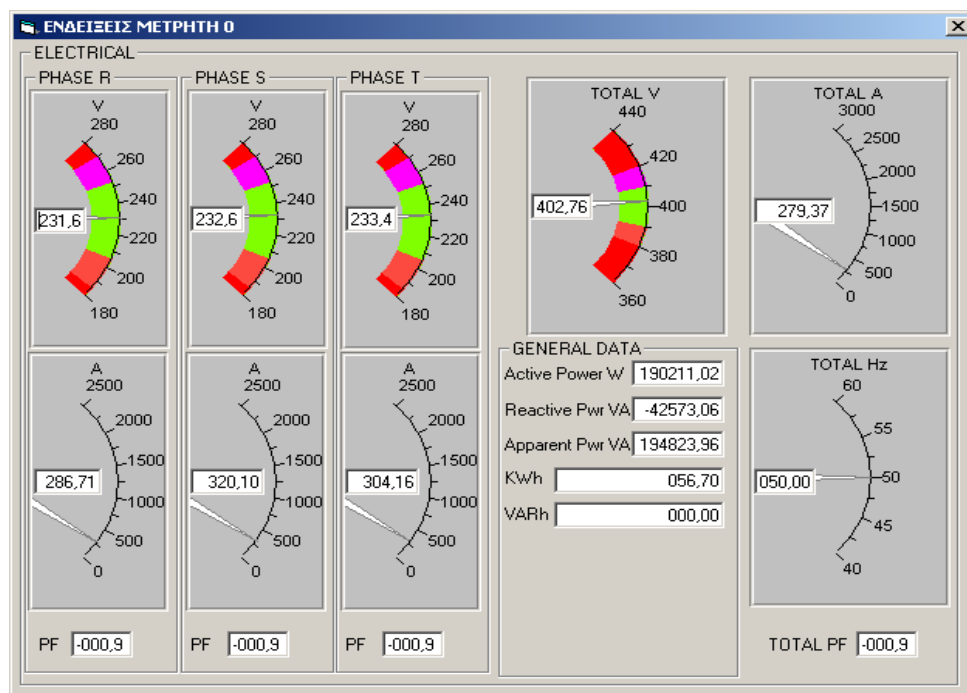 ΕΝΔΕΙΞΕΙΣ ΜΕΤΡΗΤΗ 0
ELECTRICAL
PHASE R
V
280
260
240
231,6
220
200
180
A
2500
2000
1500
286,71
1000
500
0
PF -000,9
PHASE S
V
280
260
240
232,6
220
200
180
A
2500
2000
1500
320,10
1000
500
0
PF -000,9
PHASE T
V
280
260
240
233,4
220
200
180
A
2500
2000
1500
304,16
1000
500
0
PF -000,9
TOTAL V
440
420
402,76
400
380
360
TOTAL A
3000
2500
2000
279,37
1500
1000
500
0
GENERAL DATA
Active Power W 190211,02
Reactive Pwr VA -42573,06
Apparent Pwr VA 194823,96
KWh 056,70
VARh 000,00
TOTAL Hz
60
55
050,00
50
45
40
TOTAL PF -000,9